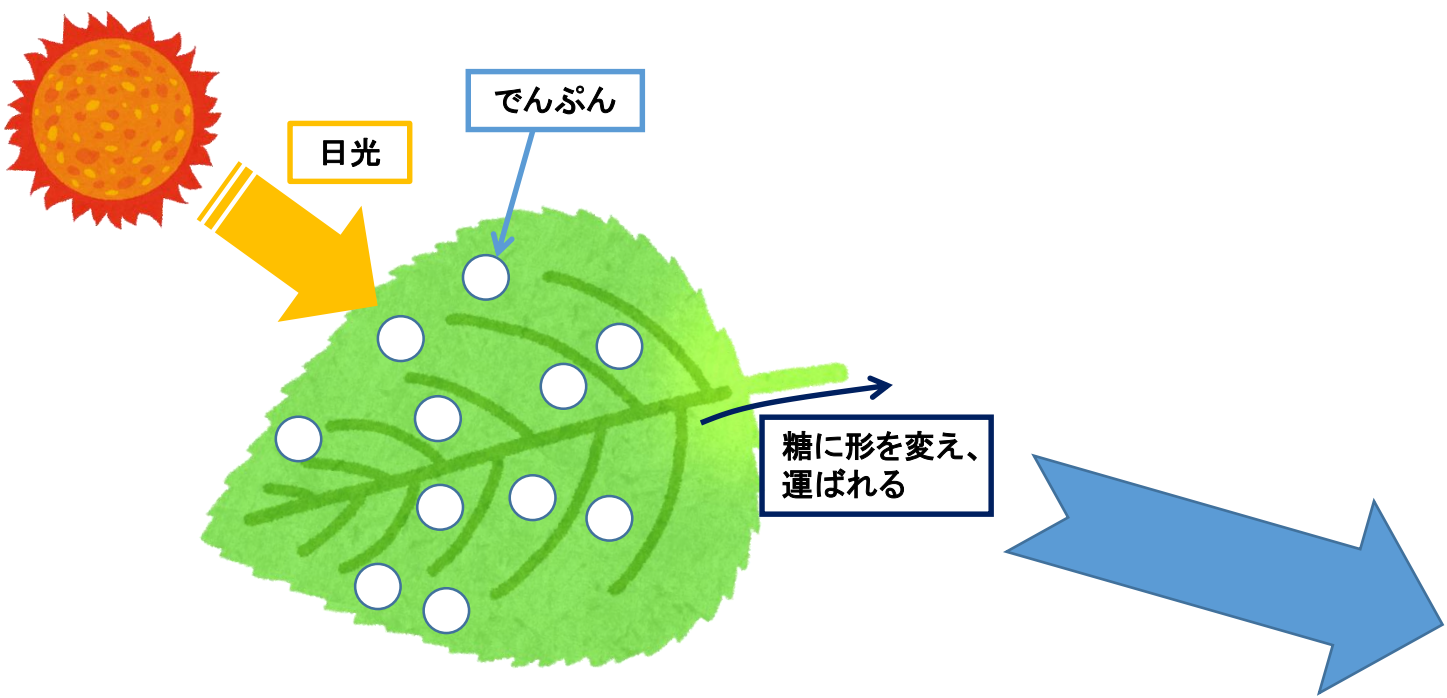 でんぷん
日光
糖に形を変え、
運ばれる